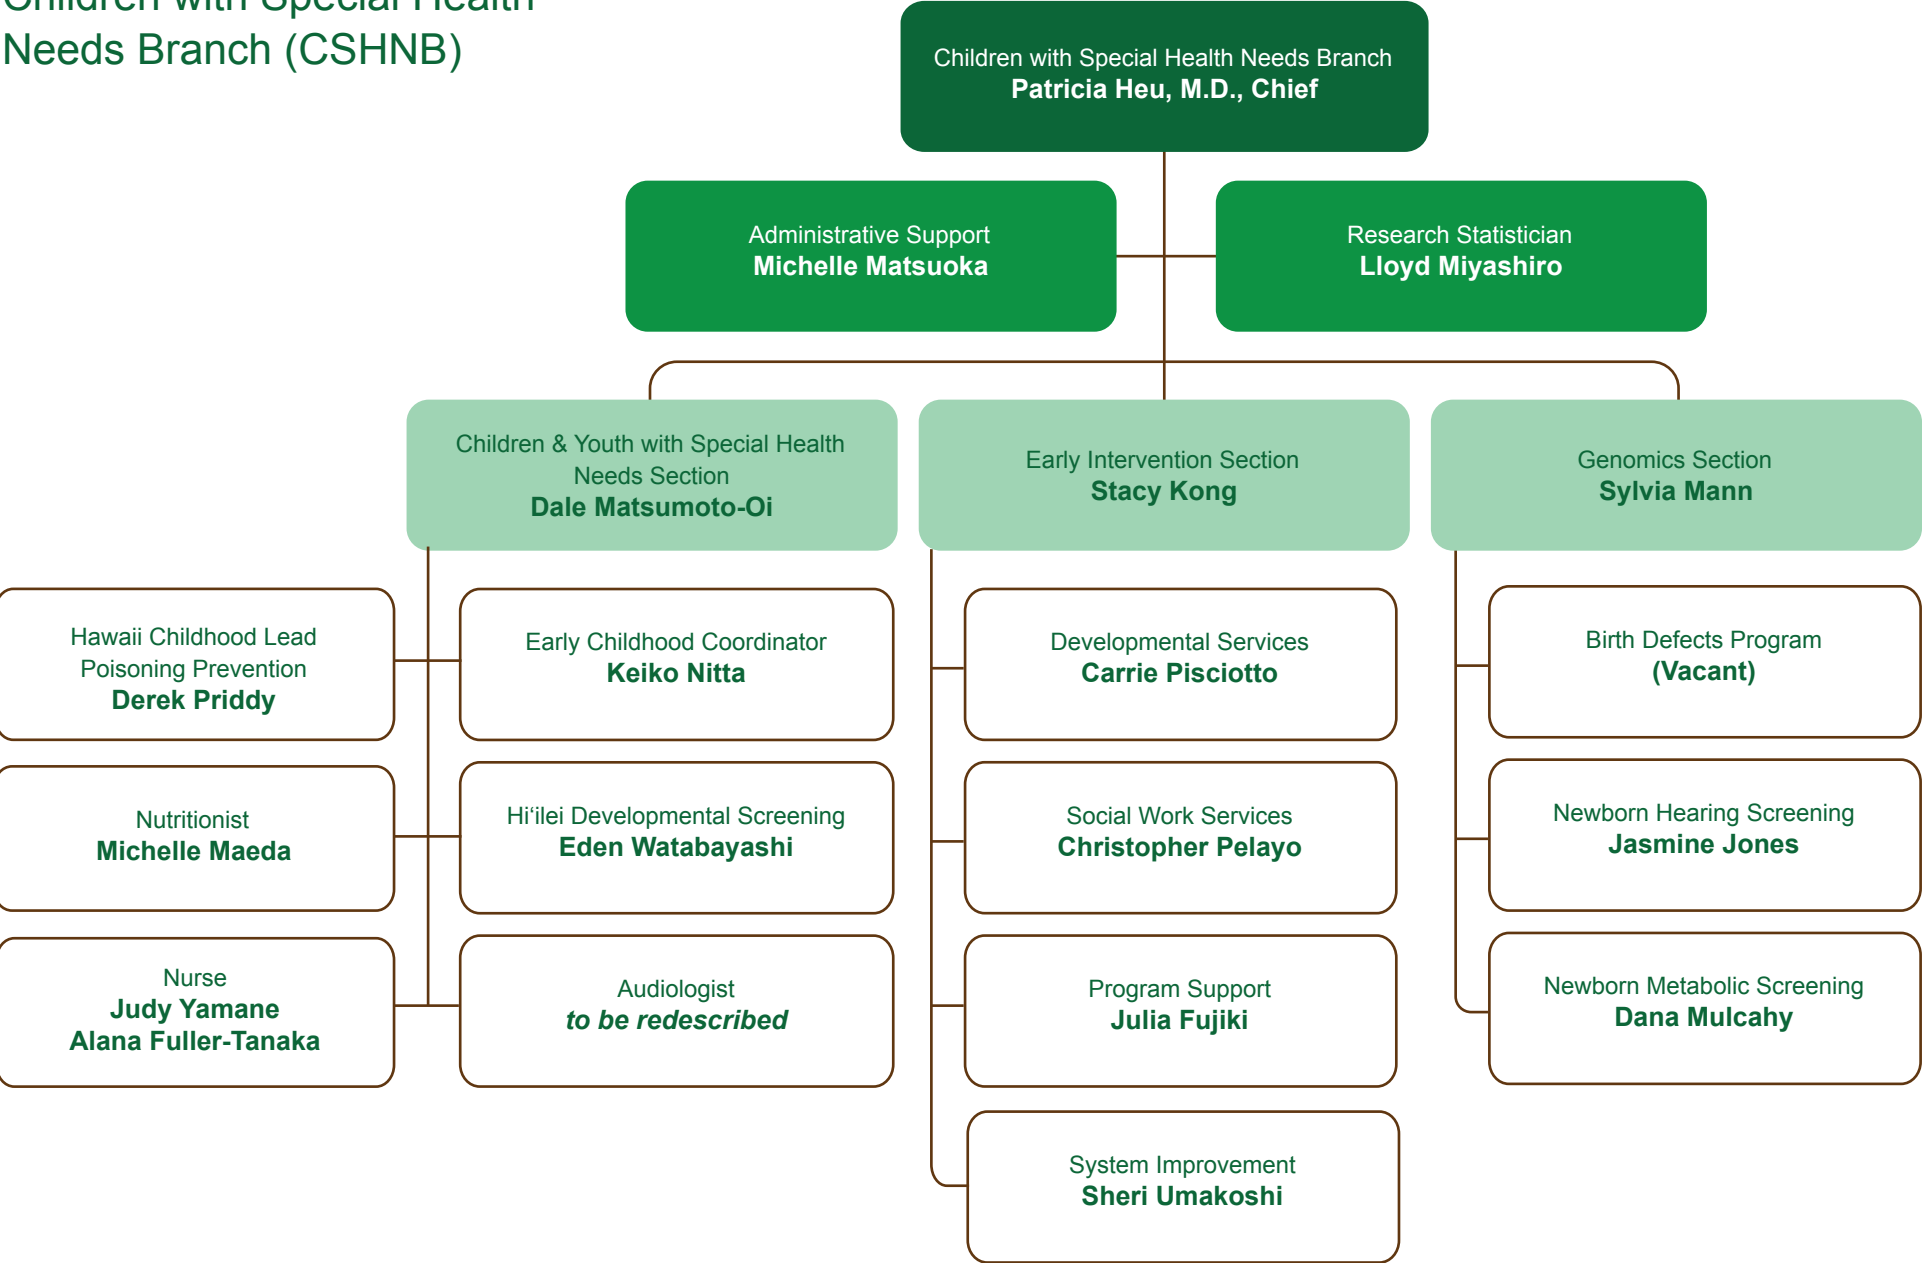 Children with Special Health
Needs Branch (CSHNB)
Children with Special Health Needs Branch
Patricia Heu, M.D., Chief
Administrative Support
Michelle Matsuoka
Research Statistician
Lloyd Miyashiro
Children & Youth with Special Health
Needs Section
Dale Matsumoto-Oi
Early Intervention Section
Stacy Kong
Genomics Section
Sylvia Mann
Hawaii Childhood Lead
Poisoning Prevention
Derek Priddy
Early Childhood Coordinator
Keiko Nitta
Nutritionist
Michelle Maeda
Hi‘ilei Developmental Screening
Eden Watabayashi
Nurse
Judy Yamane
Alana Fuller-Tanaka
Audiologist
to be redescribed
Developmental Services
Carrie Pisciotto
Social Work Services
Christopher Pelayo
Program Support
Julia Fujiki
System Improvement
Sheri Umakoshi
Birth Defects Program
(Vacant)
Newborn Hearing Screening
Jasmine Jones
Newborn Metabolic Screening
Dana Mulcahy